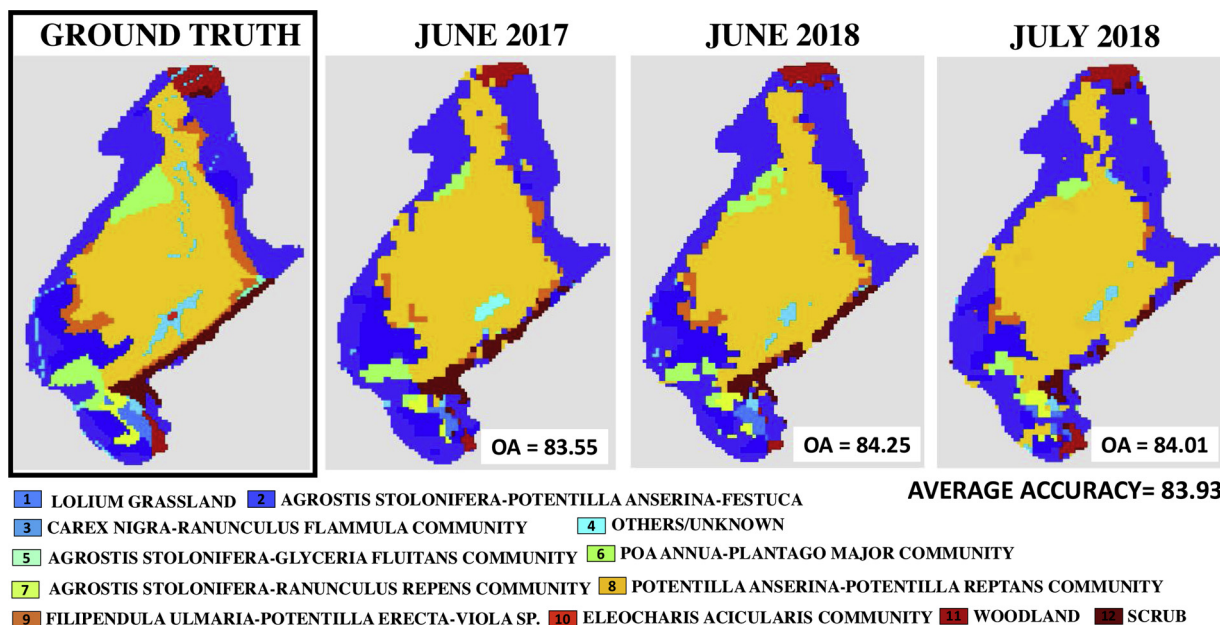 GROUND TRUTH
JUNE 2017
JUNE 2018
JULY 2018
OA = 83.55
OA = 84.25
OA = 84.01
AVERAGE ACCURACY= 83.93
1 LOLIUM GRASSLAND 2 AGROSTIS STOLONIFERA-POTENTILLA ANSERINA-FESTUCA
3 CAREX NIGRA-RANUNCULUS FLAMMULA COMMUNITY 4 OTHERS/UNKNOWN
5 AGROSTIS STOLONIFERA-GLYCERIA FLUITANS COMMUNITY 6 POA ANNUA-PLANTAGO MAJOR COMMUNITY
7 AGROSTIS STOLONIFERA-RANUNCULUS REPENS COMMUNITY 8 POTENTILLA ANSERINA-POTENTILLA REPTANS COMMUNITY
9 FILIPENDULA ULMARIA-POTENTILLA ERECTA-VIOLA SP. 10 ELEOCHARIS ACICULARIS COMMUNITY 11 WOODLAND 12 SCRUB